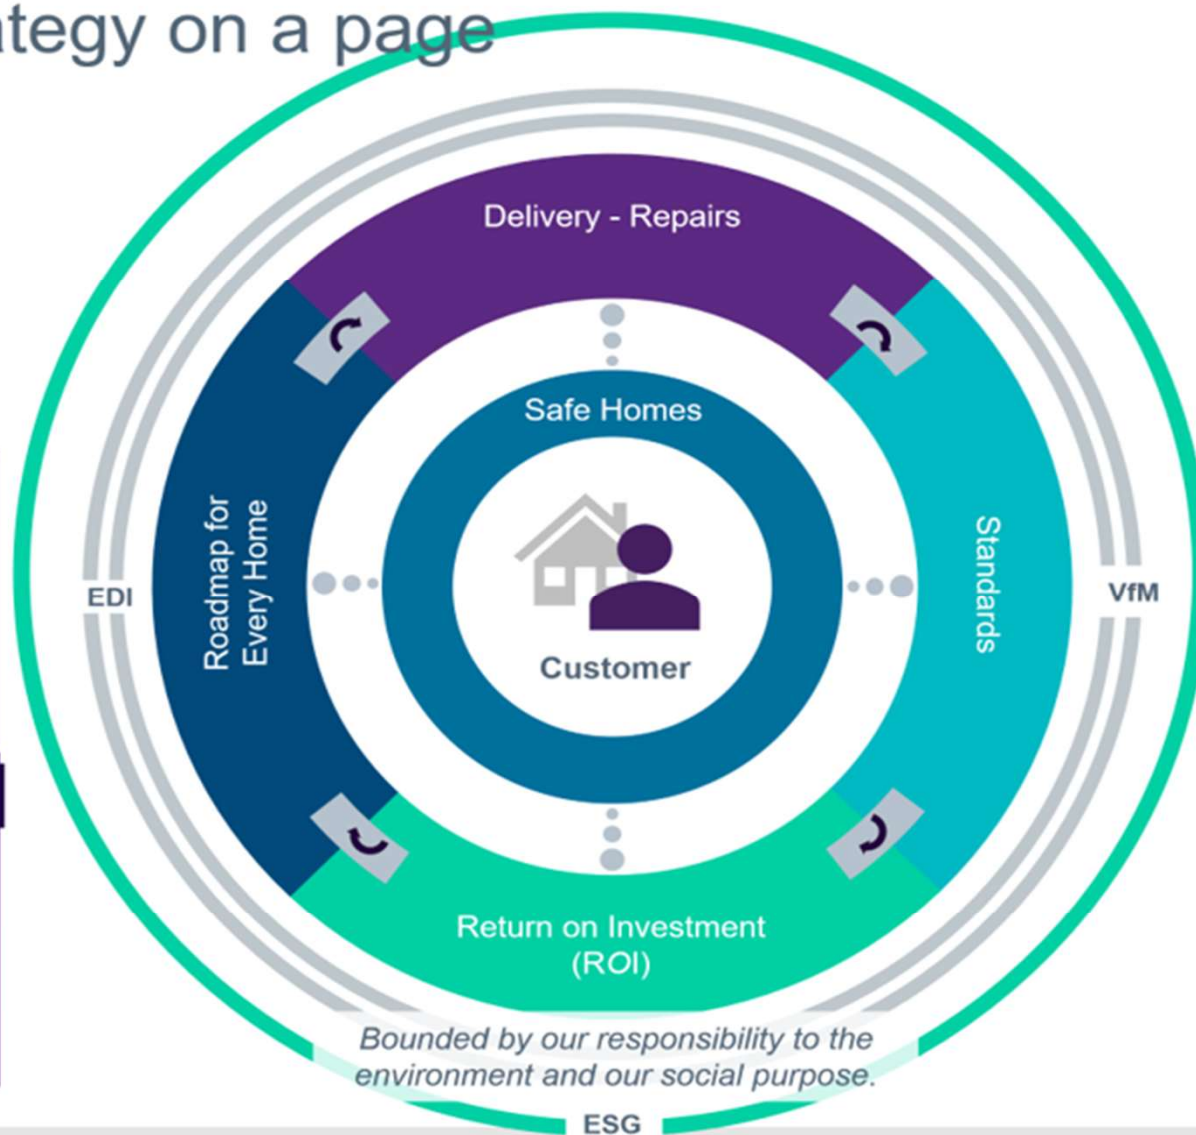 ategy on a page
Delivery - Repairs
Safe Homes
Roadmap for
Every Home
Standards
EDI
VfM
Customer
Return on Investment
(ROI)
Bounded by our responsibility to the
environment and our social purpose.
ESG